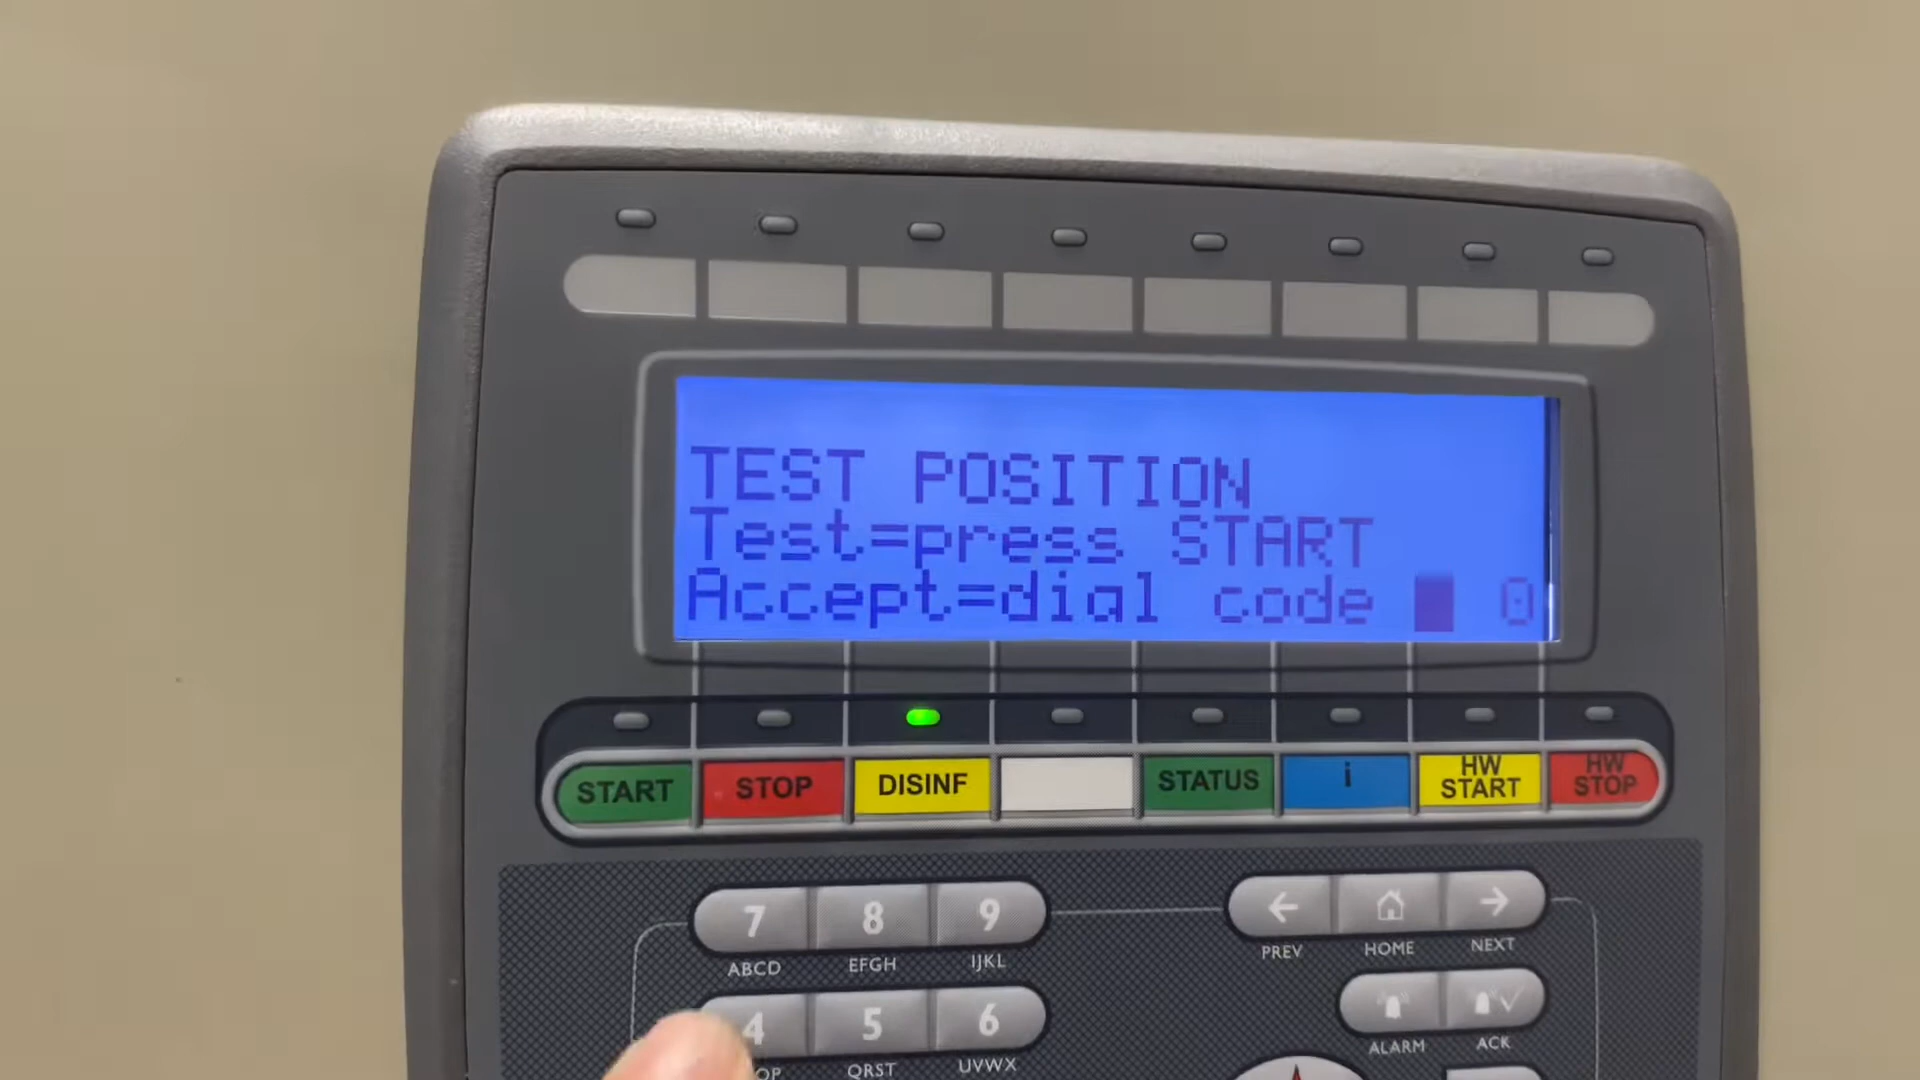 TEST POSITION
Test=press START
Accept=dial code 0
START STOP DISINF STATUS i HW START HW STOP
7 8 9
ABCD EFGH IJKL
PREV HOME NEXT
4 5 6
QRST UVWX
ALARM ACK